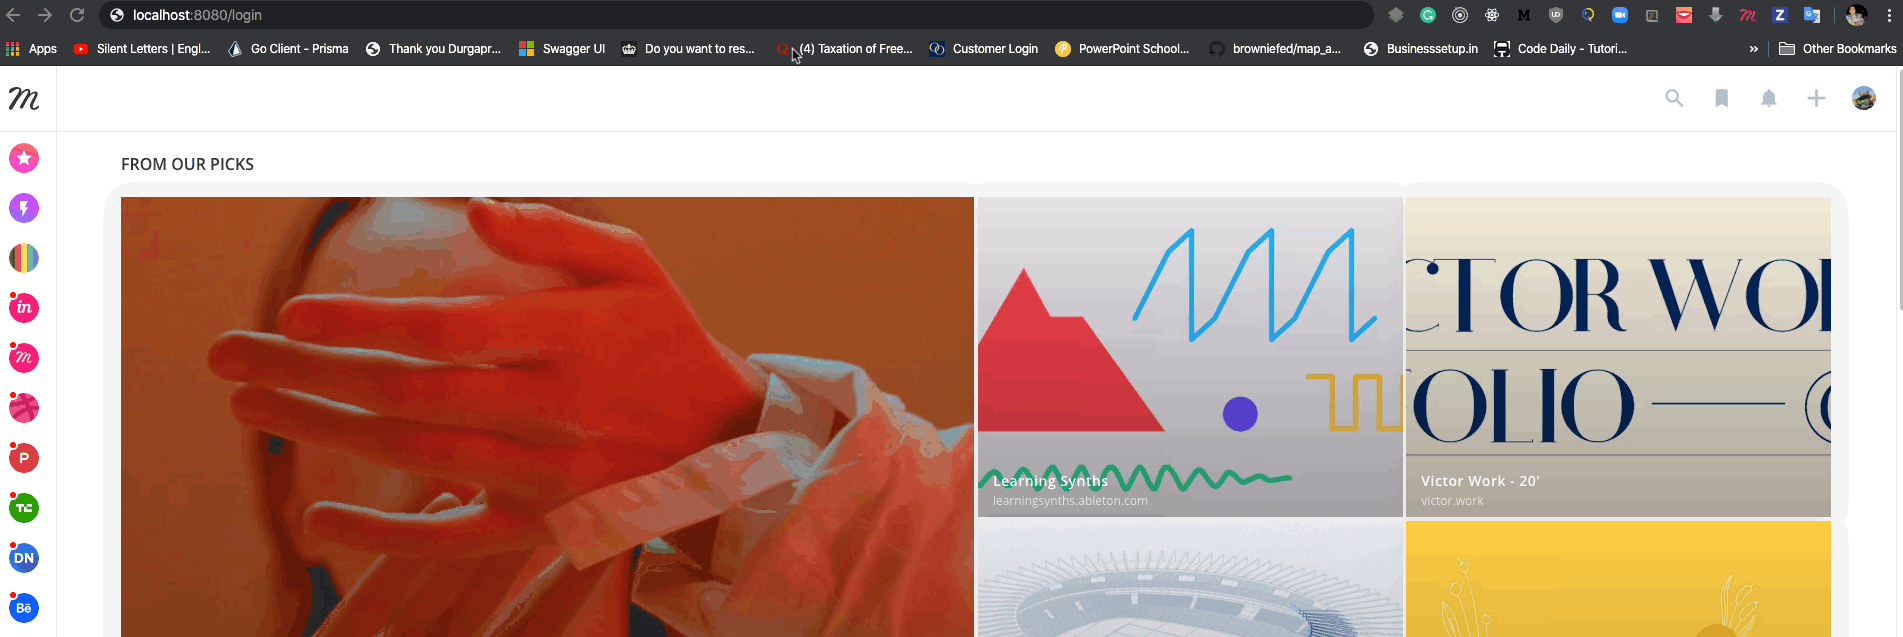 localhost:8080/login
Apps
Silent Letters | Engl...
Go Client - Prisma
Thank you Durgapr...
Swagger UI
Do you want to res...
(4) Taxation of Free...
Customer Login
PowerPoint School...
browniefed/map_a...
Businesssetup.in
Code Daily - Tutori...
»
Other Bookmarks
m
FROM OUR PICKS
in
m
P
TC
DN
Bē
CTOR WO
OLIO — 
Learning Synths
learningsynths.ableton.com
Victor Work - 20'
victor.work